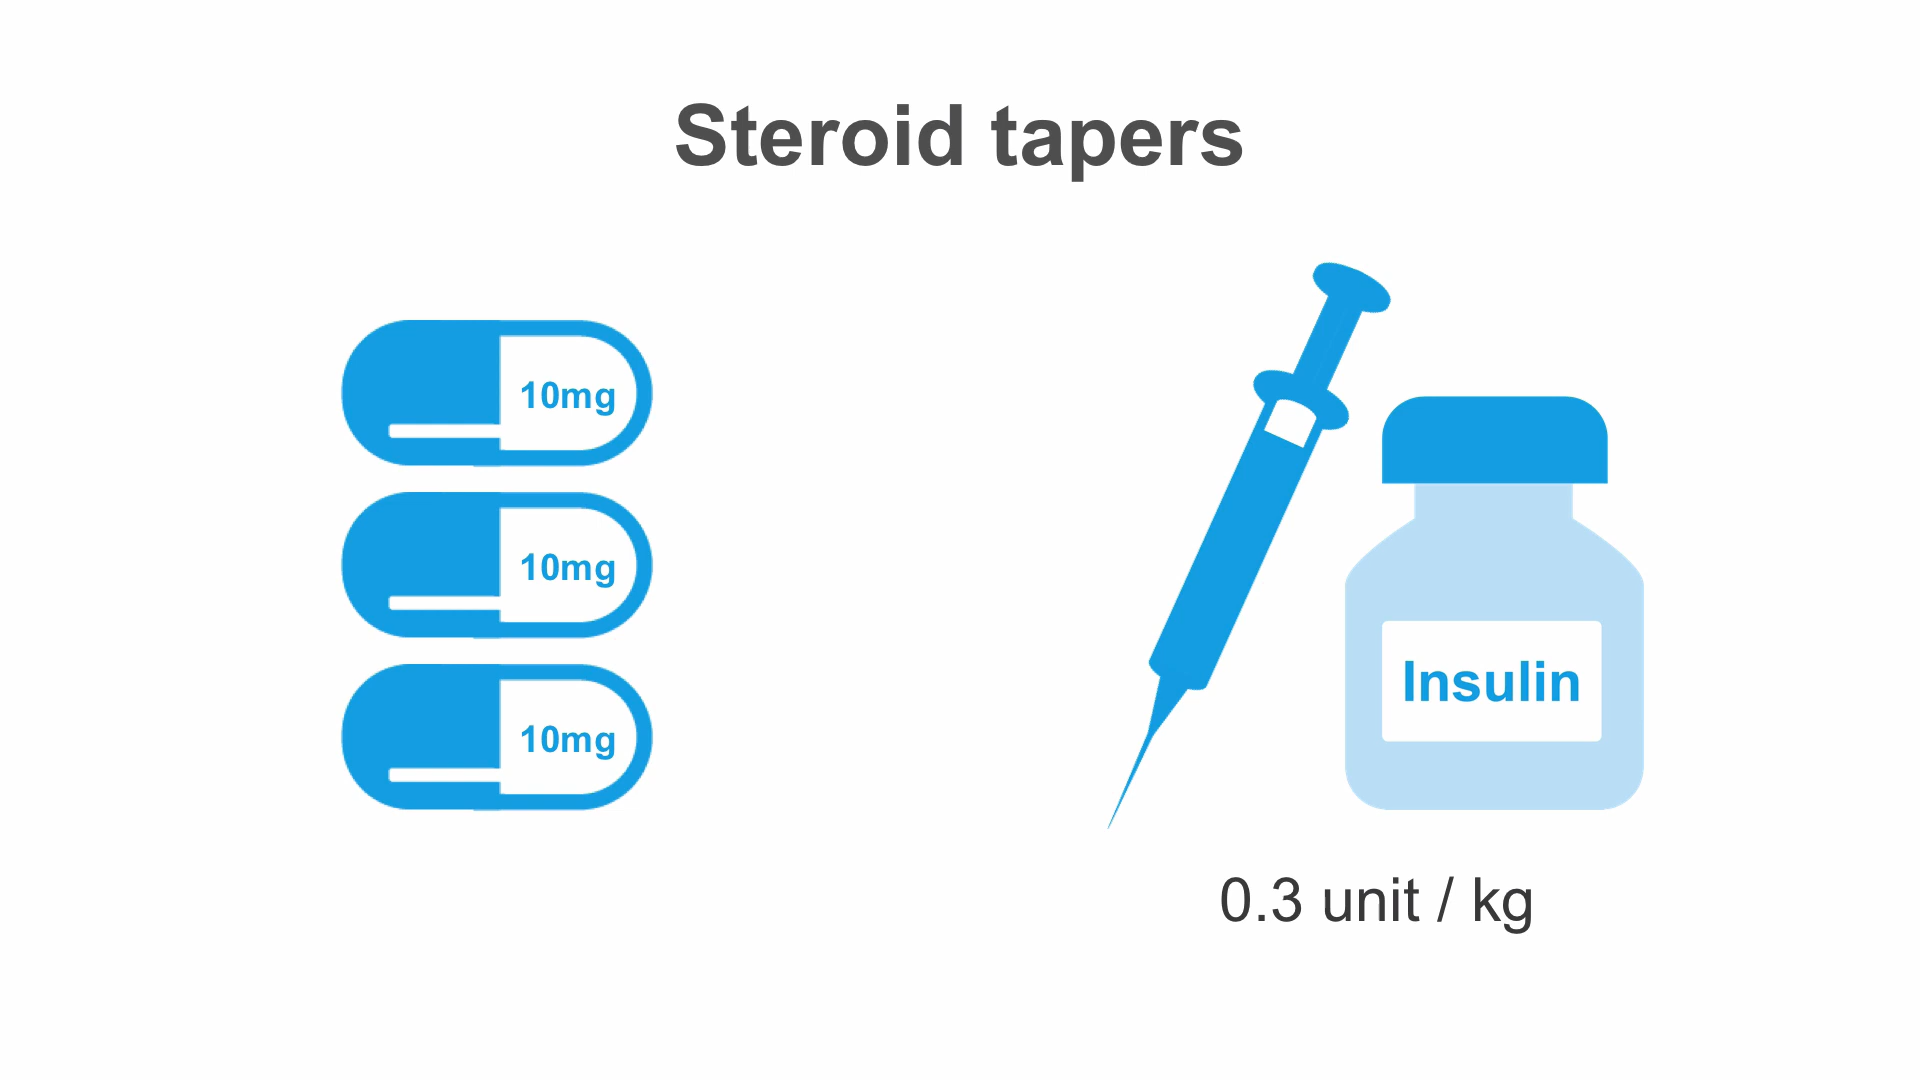 Steroid tapers
10mg
10mg
10mg
Insulin
0.3 unit / kg